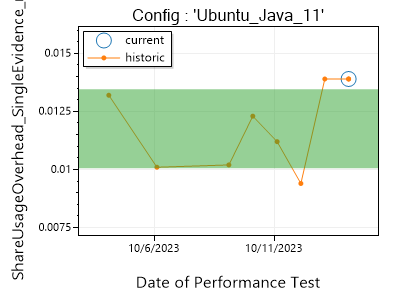 Config : 'Ubuntu_Java_11'
current
historic
0.015
0.0125
0.01
0.0075
ShareUsageOverhead_SingleEvidence_
10/6/2023
10/11/2023
Date of Performance Test